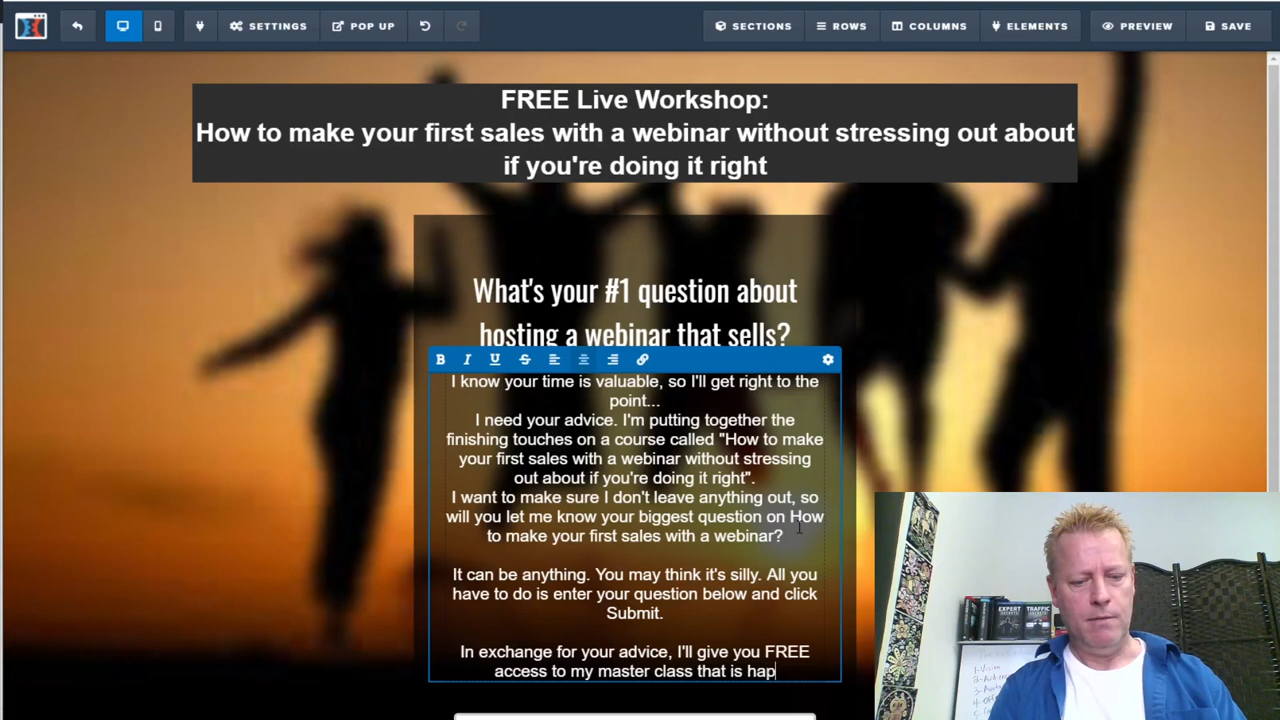 SETTINGS
POP UP
SECTIONS
ROWS
COLUMNS
ELEMENTS
PREVIEW
SAVE
FREE Live Workshop:
How to make your first sales with a webinar without stressing out about
if you're doing it right
What's your #1 question about
hosting a webinar that sells?
B I U S
I know your time is valuable, so I'll get right to the
point...
I need your advice. I'm putting together the
finishing touches on a course called "How to make
your first sales with a webinar without stressing
out about if you're doing it right".
I want to make sure I don't leave anything out, so
will you let me know your biggest question on How
to make your first sales with a webinar?
It can be anything. You may think it's silly. All you
have to do is enter your question below and click
Submit.
In exchange for your advice, I'll give you FREE
access to my master class that is hap
EXPERT
SECRETS
TRAFFIC
SECRETS